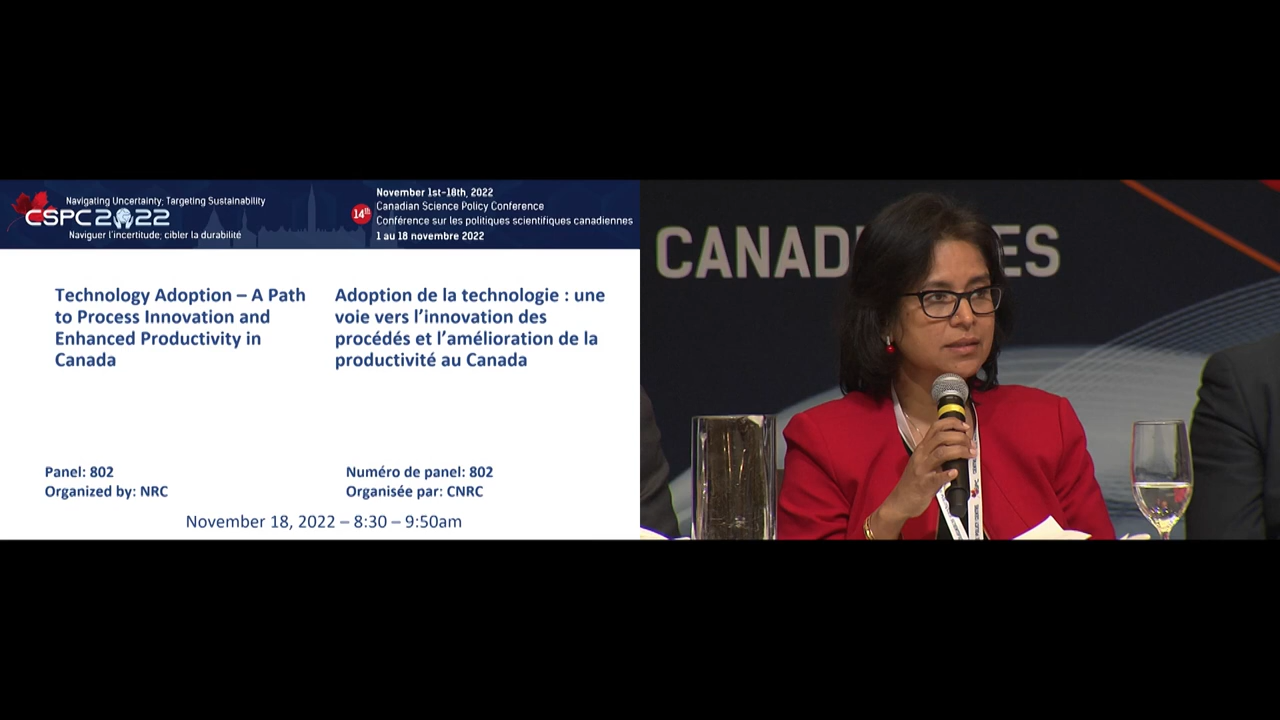 Navigating Uncertainty; Targeting Sustainability
CSPC 2022
Naviguer l'incertitude; cibler la durabilité
14th
November 1st-18th, 2022
Canadian Science Policy Conference
Conférence sur les politiques scientifiques canadiennes
1 au 18 novembre 2022
Technology Adoption – A Path
to Process Innovation and
Enhanced Productivity in
Canada
Adoption de la technologie : une
voie vers l'innovation des
procédés et l'amélioration de la
productivité au Canada
Panel: 802
Organized by: NRC
Numéro de panel: 802
Organisée par: CNRC
November 18, 2022 – 8:30 – 9:50am
CANADI
ES